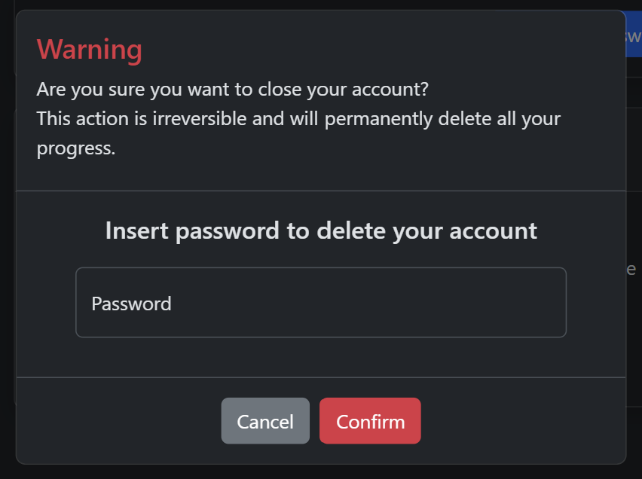 Warning
Are you sure you want to close your account?
This action is irreversible and will permanently delete all your
progress.
Insert password to delete your account
Password
Cancel
Confirm